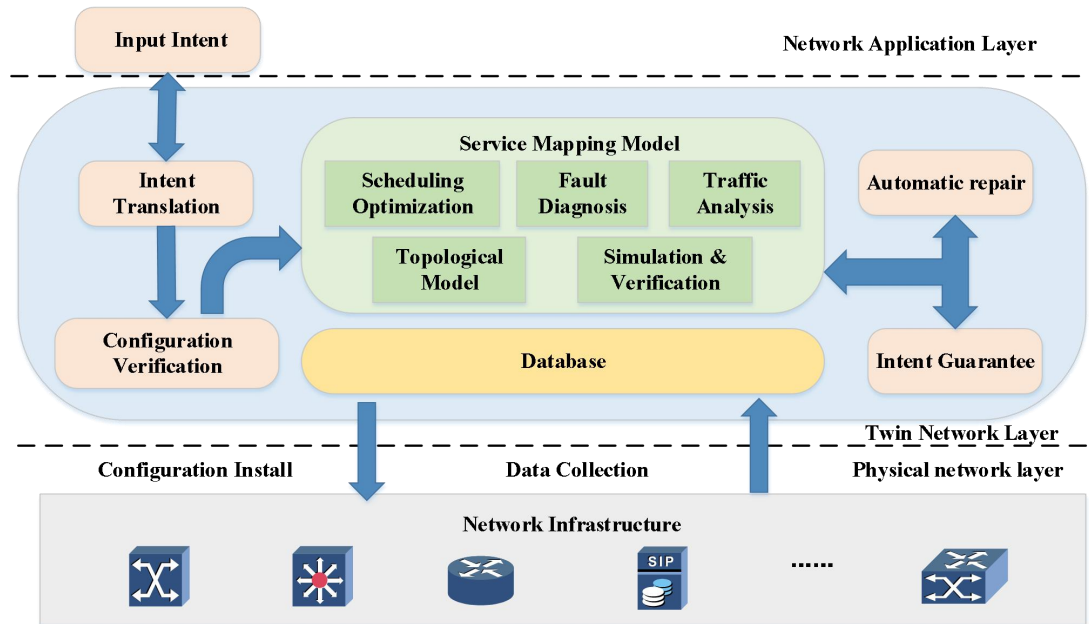 Input Intent
Network Application Layer
Service Mapping Model
Intent
Translation
Scheduling
Optimization
Fault
Diagnosis
Traffic
Analysis
Automatic repair
Topological
Model
Simulation &
Verification
Configuration
Verification
Database
Intent Guarantee
Twin Network Layer
Configuration Install
Data Collection
Physical network layer
Network Infrastructure
SIP
......